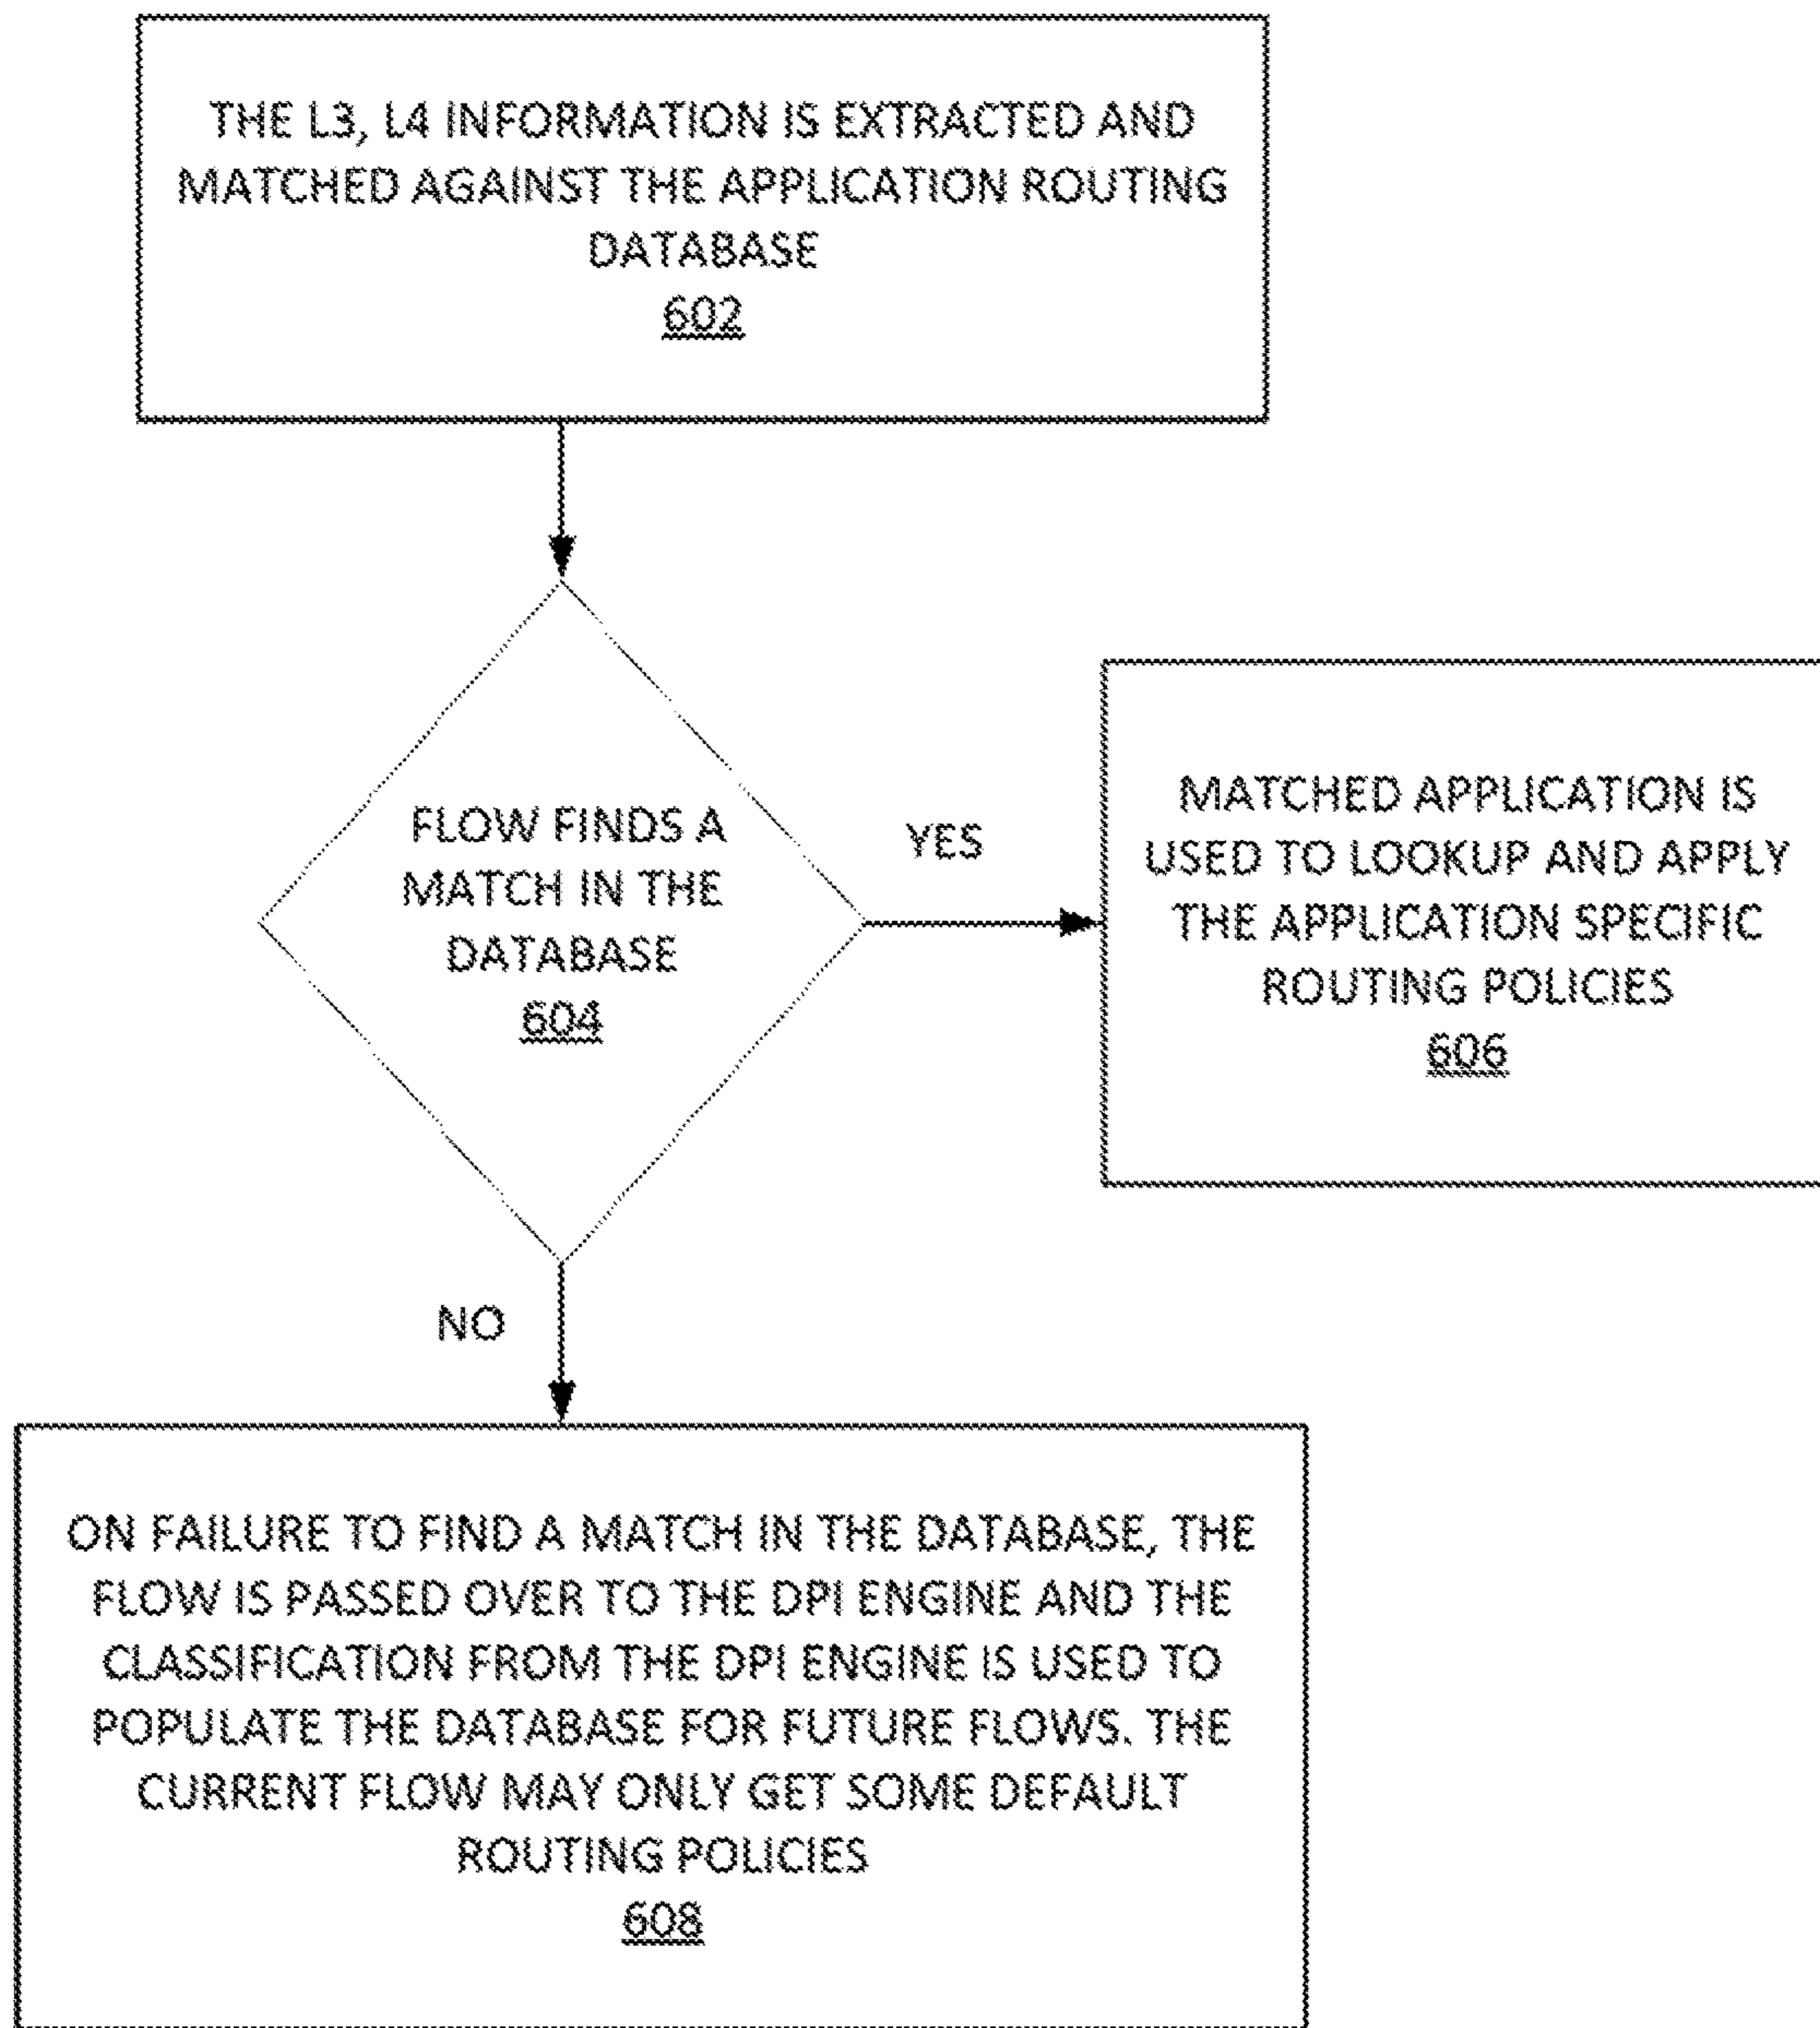 THE L3, L4 INFORMATION IS EXTRACTED AND
MATCHED AGAINST THE APPLICATION ROUTING
DATABASE
602
FLOW FINDS A
MATCH IN THE
DATABASE
604
YES
MATCHED APPLICATION IS
USED TO LOOKUP AND APPLY
THE APPLICATION SPECIFIC
ROUTING POLICIES
606
NO
ON FAILURE TO FIND A MATCH IN THE DATABASE, THE
FLOW IS PASSED OVER TO THE DPI ENGINE AND THE
CLASSIFICATION FROM THE DPI ENGINE IS USED TO
POPULATE THE DATABASE FOR FUTURE FLOWS. THE
CURRENT FLOW MAY ONLY GET SOME DEFAULT
ROUTING POLICIES
608